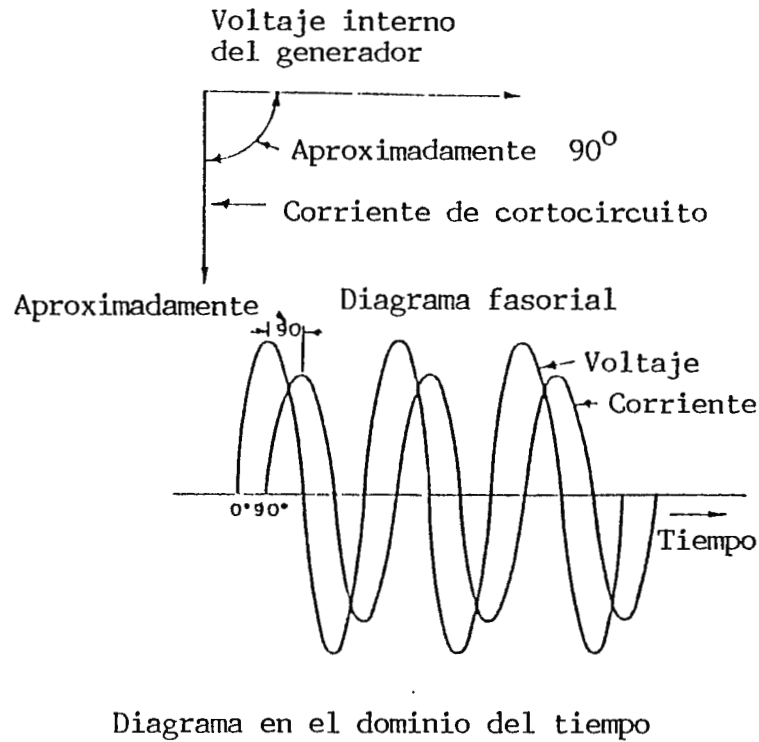 Voltaje interno
del generador
Aproximadamente 90°
Corriente de cortocircuito
Aproximadamente
Diagrama fasorial
90
Voltaje
Corriente
0° 90°
Tiempo
Diagrama en el dominio del tiempo